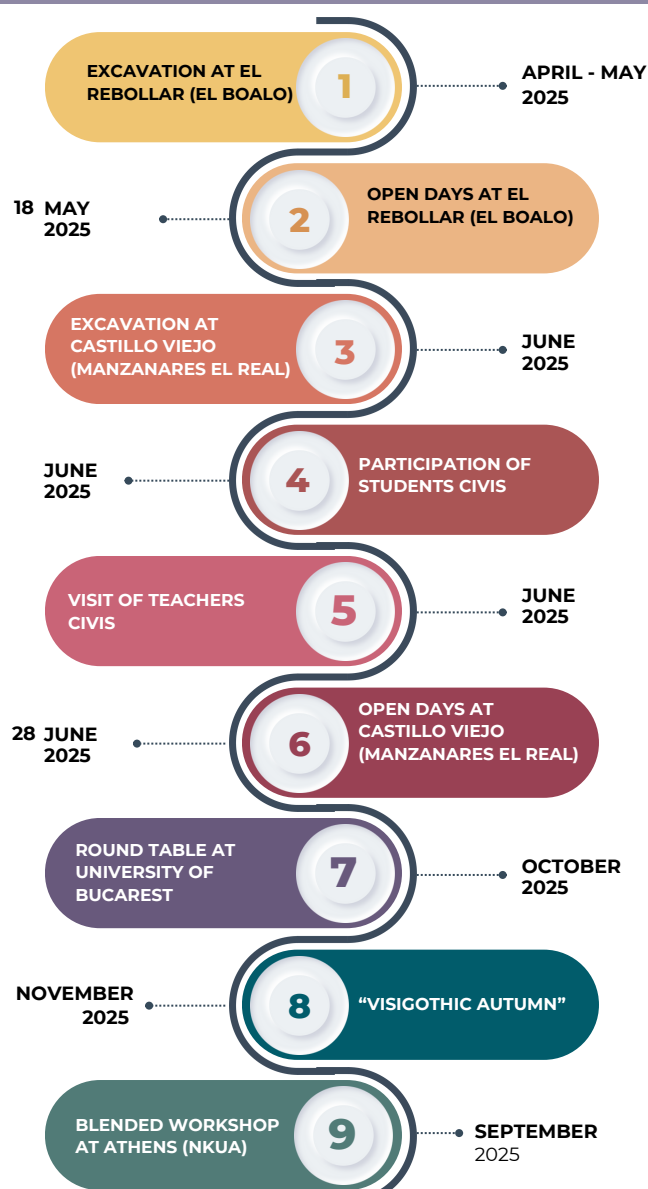 EXCAVATION AT EL
REBOLLAR (EL BOALO)
1
APRIL - MAY
2025
18 MAY
2025
2
OPEN DAYS AT EL
REBOLLAR (EL BOALO)
EXCAVATION AT
CASTILLO VIEJO
(MANZANARES EL REAL)
3
JUNE
2025
JUNE
2025
4
PARTICIPATION OF
STUDENTS CIVIS
VISIT OF TEACHERS
CIVIS
5
JUNE
2025
28 JUNE
2025
6
OPEN DAYS AT
CASTILLO VIEJO
(MANZANARES EL REAL)
ROUND TABLE AT
UNIVERSITY OF
BUCAREST
7
OCTOBER
2025
NOVEMBER
2025
8
“VISIGOTHIC AUTUMN”
BLENDED WORKSHOP
AT ATHENS (NKUA)
9
SEPTEMBER
2025